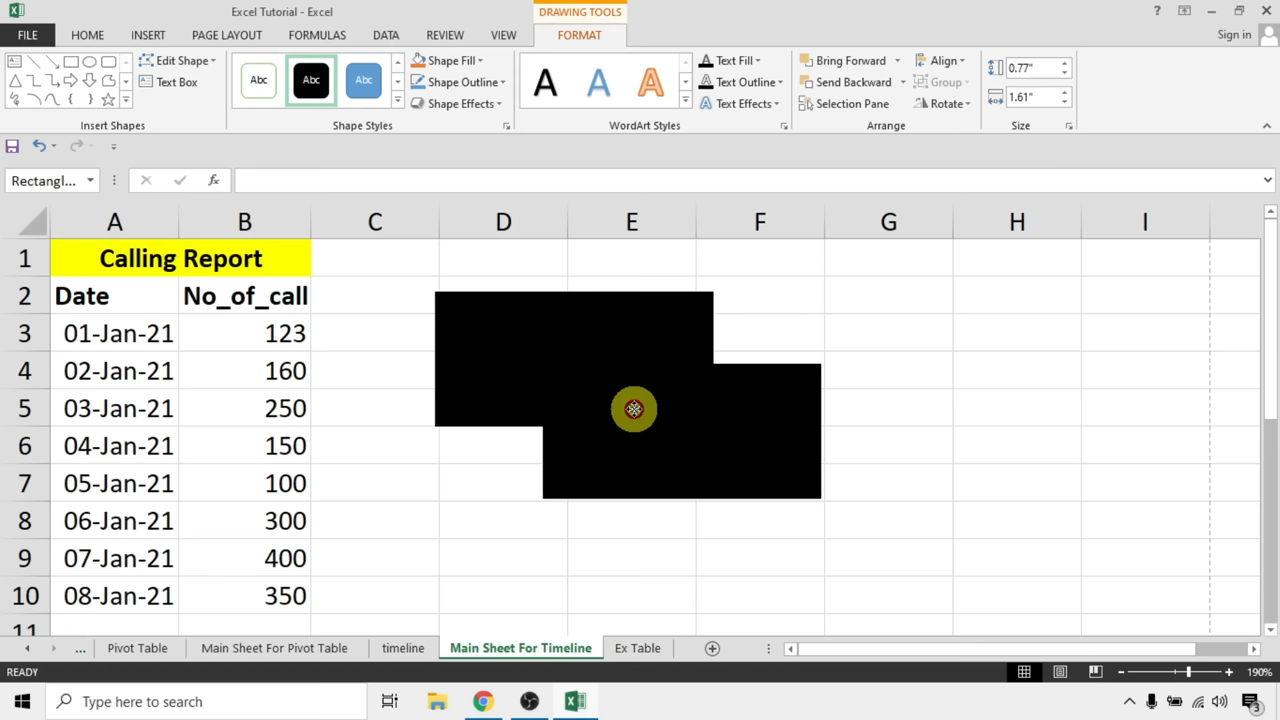 Excel Tutorial - Excel
DRAWING TOOLS
?
FILE
HOME
INSERT
PAGE LAYOUT
FORMULAS
DATA
REVIEW
VIEW
FORMAT
Sign in
Edit Shape
Text Box
Insert Shapes
Abc
Abc
Abc
Shape Fill
Shape Outline
Shape Effects
Shape Styles
A
A
A
Text Fill
Text Outline
Text Effects
WordArt Styles
Bring Forward
Send Backward
Selection Pane
Align
Group
Rotate
Arrange
0.77"
1.61"
Size
Rectangl...
fx
A B C D E F G H I
1 Calling Report
2 Date No_of_call
3 01-Jan-21 123
4 02-Jan-21 160
5 03-Jan-21 250
6 04-Jan-21 150
7 05-Jan-21 100
8 06-Jan-21 300
9 07-Jan-21 400
10 08-Jan-21 350
11
...
Pivot Table
Main Sheet For Pivot Table
timeline
Main Sheet For Timeline
Ex Table
READY
190%
Type here to search
3